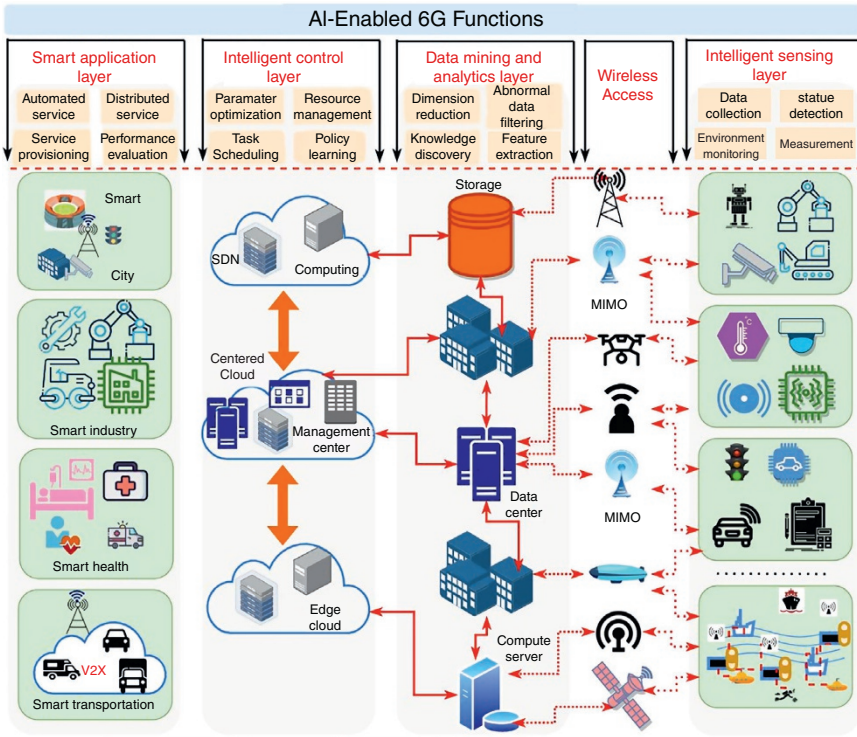 AI-Enabled 6G Functions
Smart application
layer
Automated
service
Distributed
service
Service
provisioning
Performance
evaluation
Intelligent control
layer
Paramater
optimization
Resource
management
Task
Scheduling
Policy
learning
Data mining and
analytics layer
Dimension
reduction
Abnormal
data
filtering
Knowledge
discovery
Feature
extraction
Wireless
Access
Intelligent sensing
layer
Data
collection
statue
detection
Environment
monitoring
Measurement
Smart
City
Smart industry
Smart health
V2X
Smart transportation
SDN
Computing
Centered
Cloud
Management
center
Edge
cloud
Storage
Data
center
Compute
server
MIMO
MIMO
°C